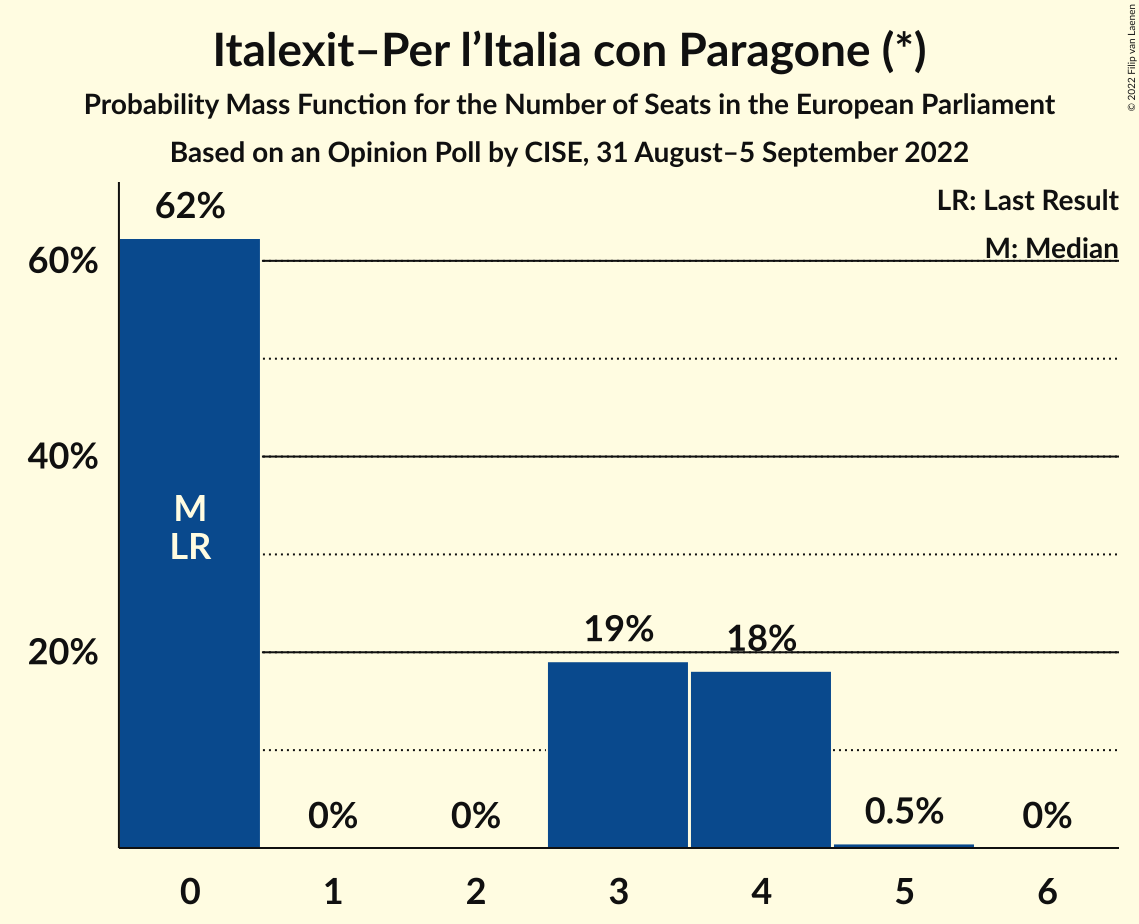 Italexit–Per l’Italia con Paragone (*)
Probability Mass Function for the Number of Seats in the European Parliament
Based on an Opinion Poll by CISE, 31 August–5 September 2022
© 2022 Filip van Laenen
LR: Last Result
M: Median
62%
60%
40%
M
LR
20%
19%
18%
0%
0%
0.5%
0%
0
1
2
3
4
5
6